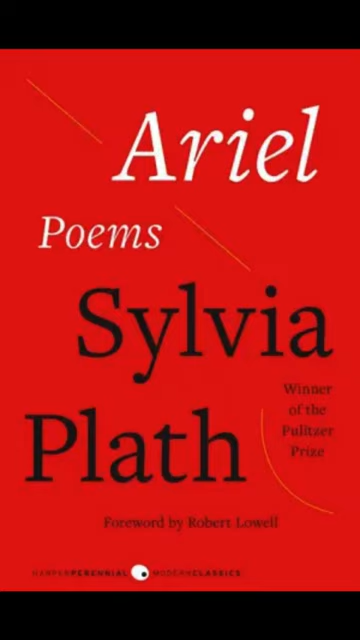 Ariel
Poems
Sylvia
Plath
Winner
of the
Pulitzer
Prize
Foreword by Robert Lowell
HARPERPERENNIAL MODERNCLASSICS